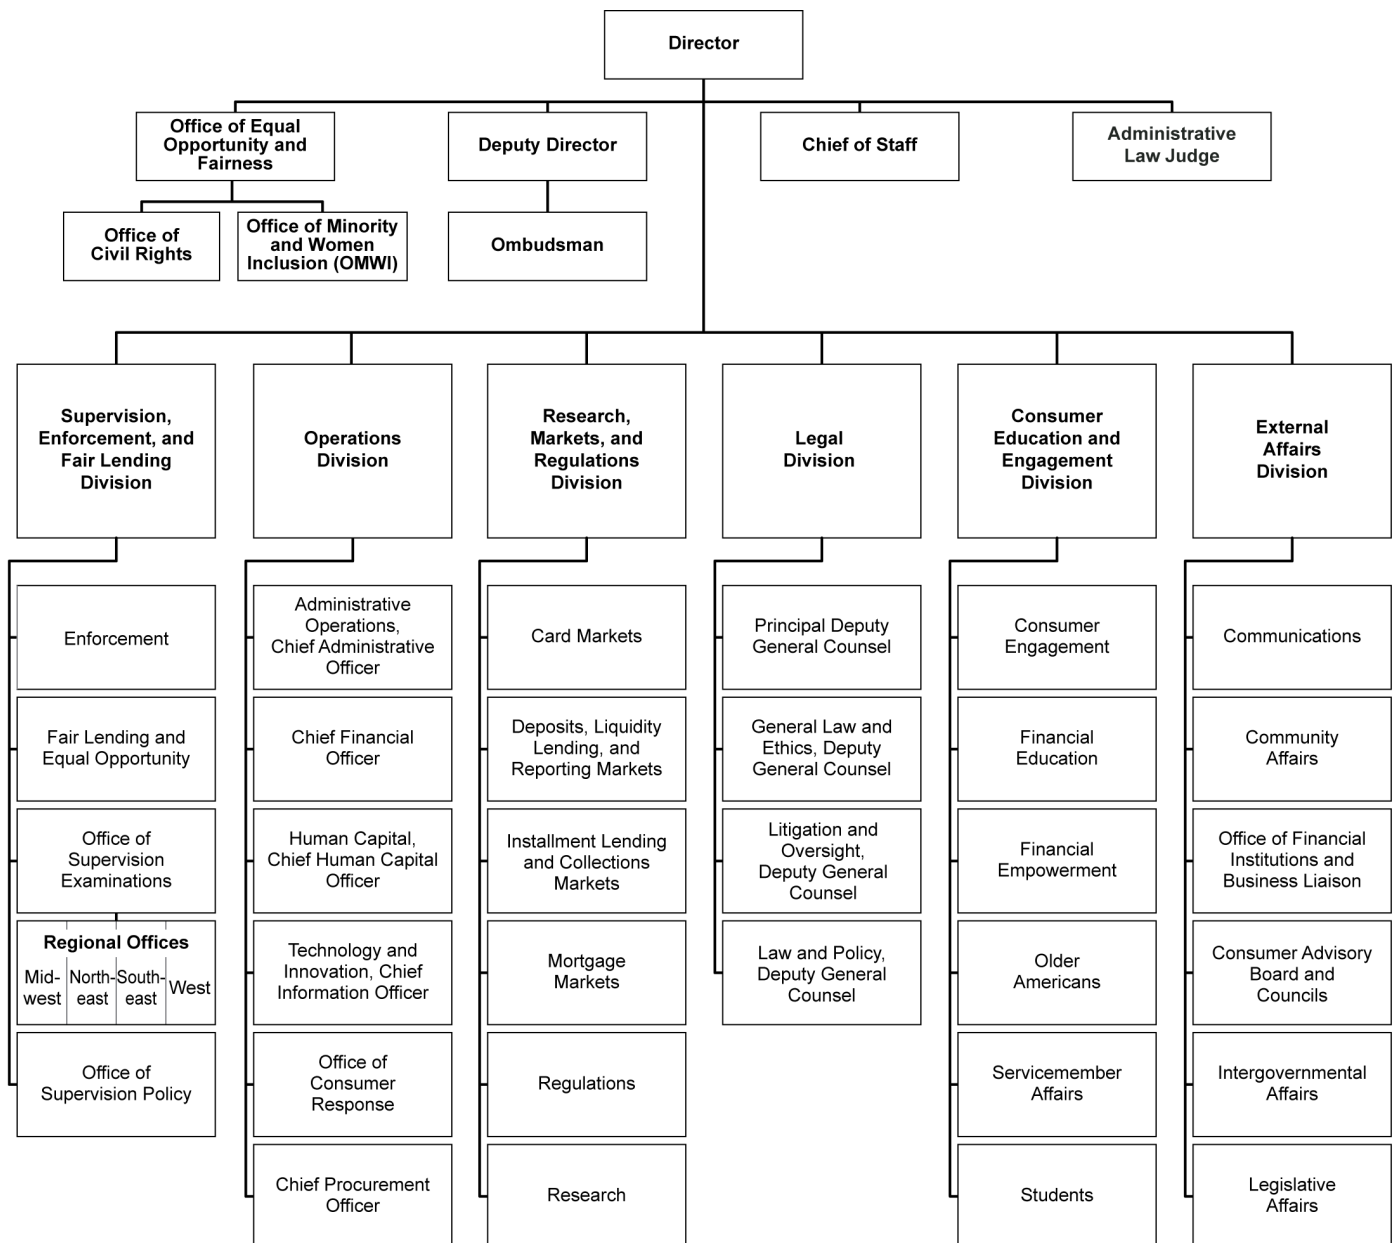 Director
Office of Equal
Opportunity and
Fairness
Deputy Director
Chief of Staff
Administrative
Law Judge
Office of
Civil Rights
Office of Minority
and Women
Inclusion (OMWI)
Ombudsman
Supervision,
Enforcement, and
Fair Lending
Division
Operations
Division
Research,
Markets, and
Regulations
Division
Legal
Division
Consumer
Education and
Engagement
Division
External
Affairs
Division
Enforcement
Fair Lending and
Equal Opportunity
Office of
Supervision
Examinations
Regional Offices
Mid-
west
North-
east
South-
east
West
Office of
Supervision Policy
Administrative
Operations,
Chief Administrative
Officer
Chief Financial
Officer
Human Capital,
Chief Human Capital
Officer
Technology and
Innovation, Chief
Information Officer
Office of
Consumer
Response
Chief Procurement
Officer
Card Markets
Deposits, Liquidity
Lending, and
Reporting Markets
Installment Lending
and Collections
Markets
Mortgage
Markets
Regulations
Research
Principal Deputy
General Counsel
General Law and
Ethics, Deputy
General Counsel
Litigation and
Oversight,
Deputy General
Counsel
Law and Policy,
Deputy General
Counsel
Consumer
Engagement
Financial
Education
Financial
Empowerment
Older
Americans
Servicemember
Affairs
Students
Communications
Community
Affairs
Office of Financial
Institutions and
Business Liaison
Consumer Advisory
Board and
Councils
Intergovernmental
Affairs
Legislative
Affairs